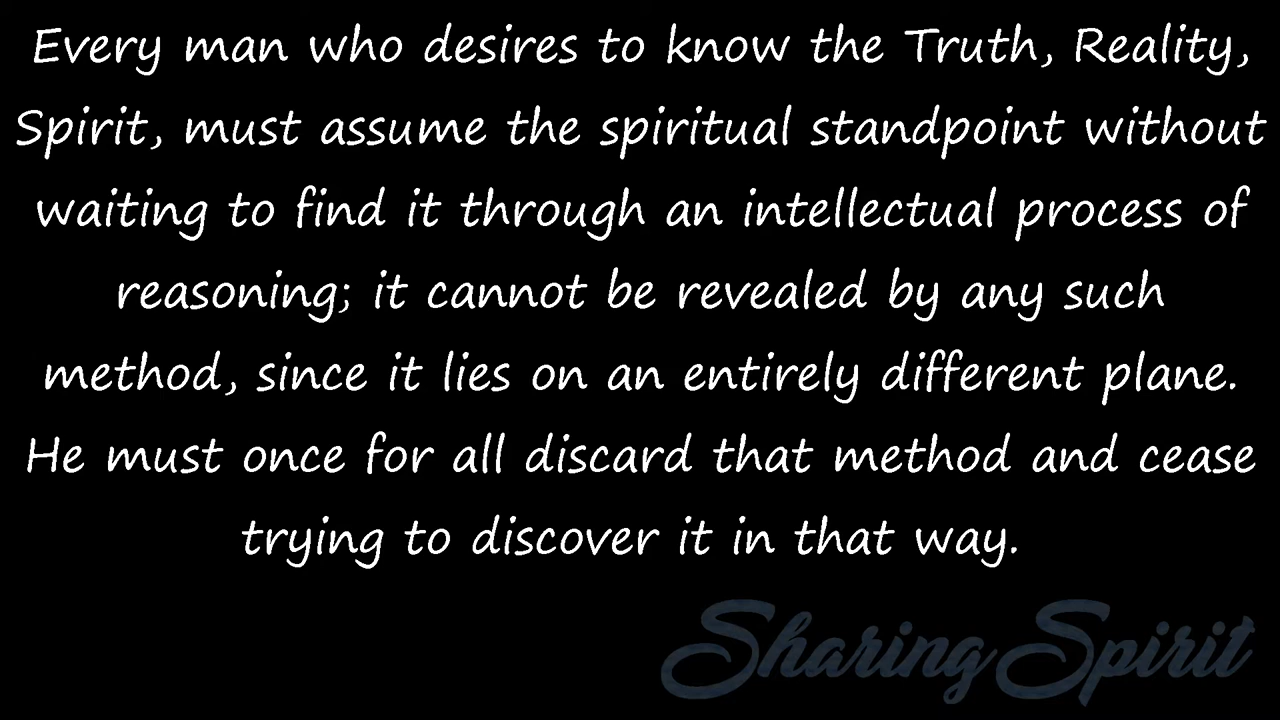 Every man who desires to know the Truth, Reality,
Spirit, must assume the spiritual standpoint without
waiting to find it through an intellectual process of
reasoning; it cannot be revealed by any such
method, since it lies on an entirely different plane.
He must once for all discard that method and cease
trying to discover it in that way.
Sharing Spirit